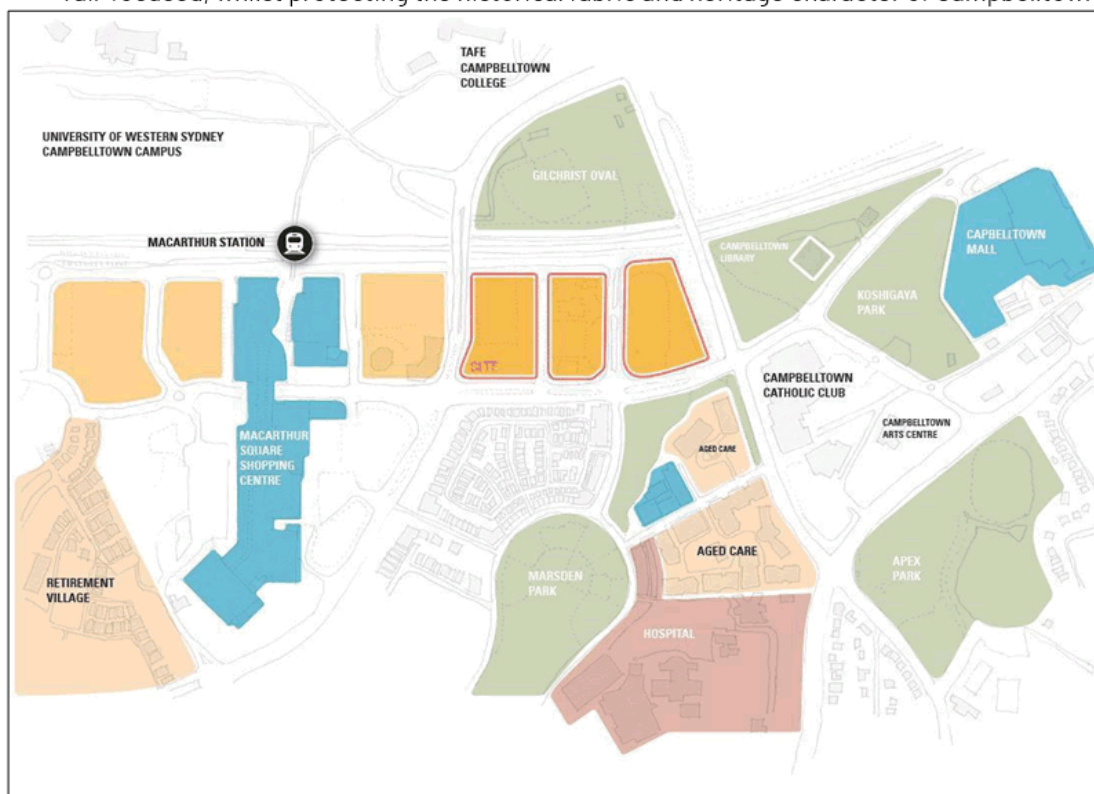 rail-focused, whilst protecting the historical fabric and heritage character of Campbelltown
TAFE
CAMPBELLTOWN
COLLEGE
UNIVERSITY OF WESTERN SYDNEY
CAMPBELLTOWN CAMPUS
GILCHRIST OVAL
MACARTHUR STATION
CAMPBELLTOWN
LIBRARY
CAPBELLTOWN
MALL
KOSHIGAYA
PARK
SITE
CAMPBELLTOWN
CATHOLIC CLUB
CAMPBELLTOWN
ARTS CENTRE
MACARTHUR
SQUARE
SHOPPING
CENTRE
AGED CARE
AGED CARE
RETIREMENT
VILLAGE
MARSDEN
PARK
APEX
PARK
HOSPITAL